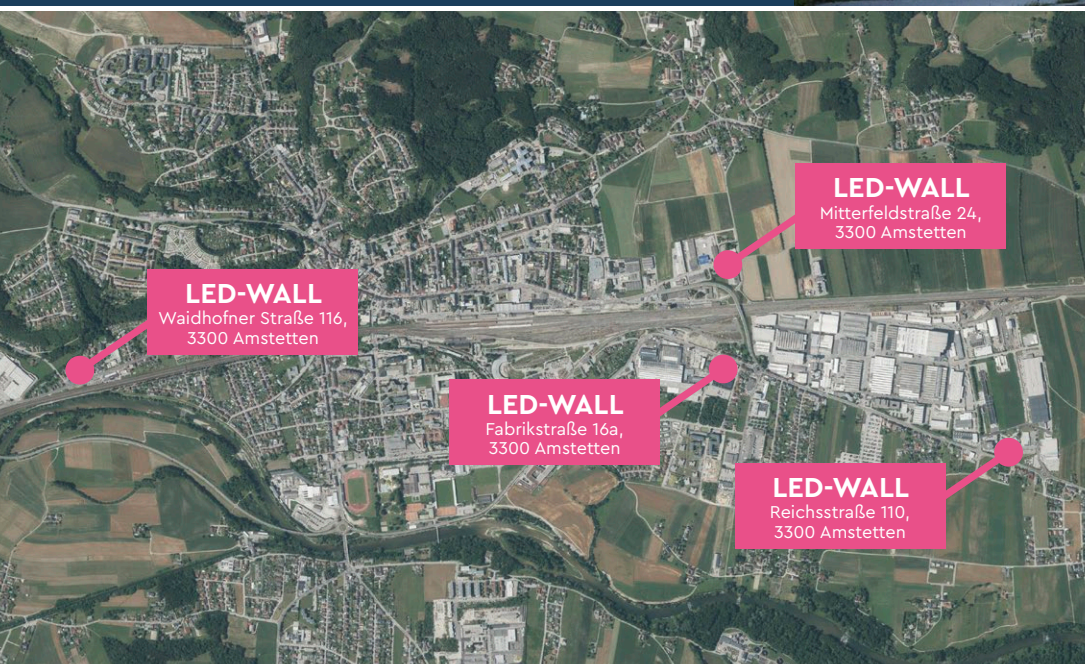 LED-WALL
Mitterfeldstraße 24,
3300 Amstetten
LED-WALL
Waidhofner Straße 116,
3300 Amstetten
LED-WALL
Fabrikstraße 16a,
3300 Amstetten
LED-WALL
Reichsstraße 110,
3300 Amstetten